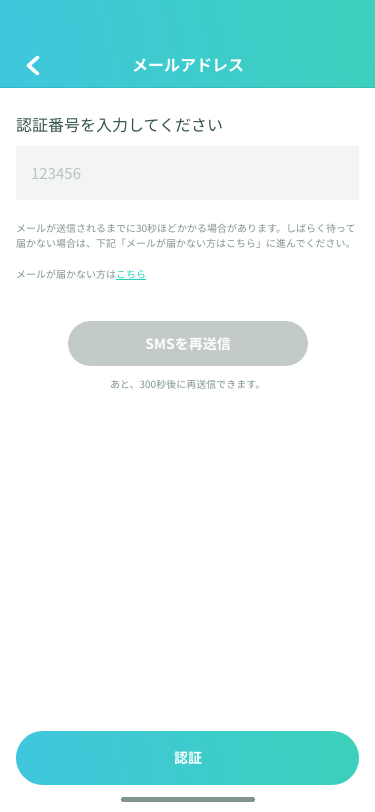 メールアドレス
認証番号を入力してください
123456
メールが送信されるまでに30秒ほどかかる場合があります。しばらく待って
届かない場合は、下記「メールが届かない方はこちら」に進んでください。
メールが届かない方はこちら
SMSを再送信
あと、300秒後に再送信できます。
認証